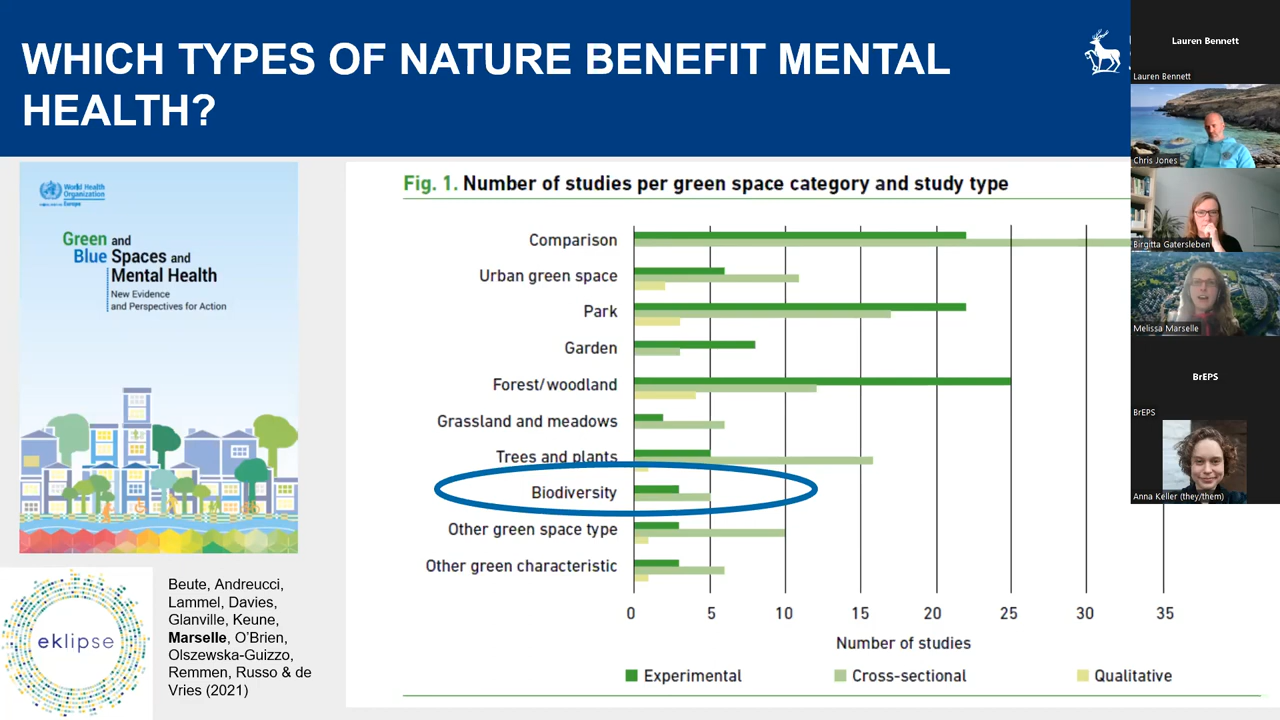 WHICH TYPES OF NATURE BENEFIT MENTAL
HEALTH?
World Health
Organization
Europe
Green and
Blue Spaces and
Mental Health
New Evidence
and Perspectives for Action
eklipse
Beute, Andreucci,
Lammel, Davies,
Glanville, Keune,
Marselle, O'Brien,
Olszewska-Guizzo,
Remmen, Russo & de
Vries (2021)
Fig. 1. Number of studies per green space category and study type
Comparison
Urban green space
Park
Garden
Forest/woodland
Grassland and meadows
Trees and plants
Biodiversity
Other green space type
Other green characteristic
0 5 10 15 20 25 30 35
Number of studies
Experimental Cross-sectional Qualitative
Lauren Bennett
Lauren Bennett
Chris Jones
Birgitta Gatersleben
Melissa Marselle
BrEPS
BrEPS
Anna Keller (they/them)